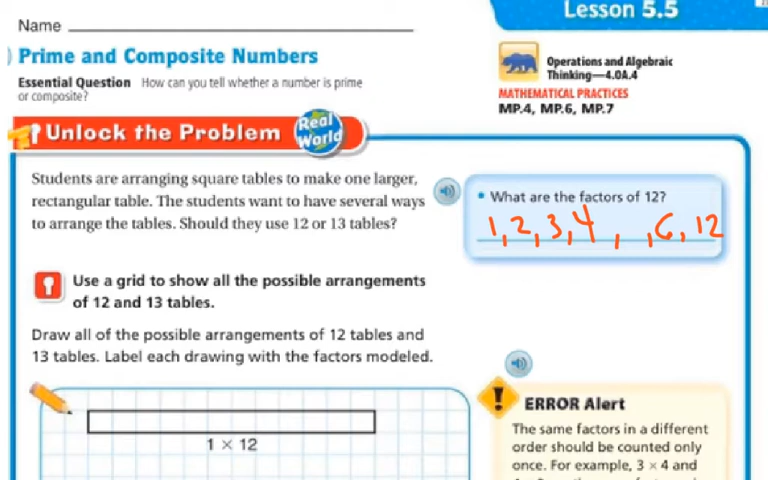 Lesson 5.5
Name
Prime and Composite Numbers
Essential Question How can you tell whether a number is prime
or composite?
Operations and Algebraic
Thinking—4.OA.4
MATHEMATICAL PRACTICES
MP.4, MP.6, MP.7
Unlock the Problem
Real
World
Students are arranging square tables to make one larger,
rectangular table. The students want to have several ways
to arrange the tables. Should they use 12 or 13 tables?
• What are the factors of 12?
1, 2, 3, 4, , 6, 12
Use a grid to show all the possible arrangements
of 12 and 13 tables.
Draw all of the possible arrangements of 12 tables and
13 tables. Label each drawing with the factors modeled.
1 × 12
! ERROR Alert
The same factors in a different
order should be counted only
once. For example, 3 × 4 and